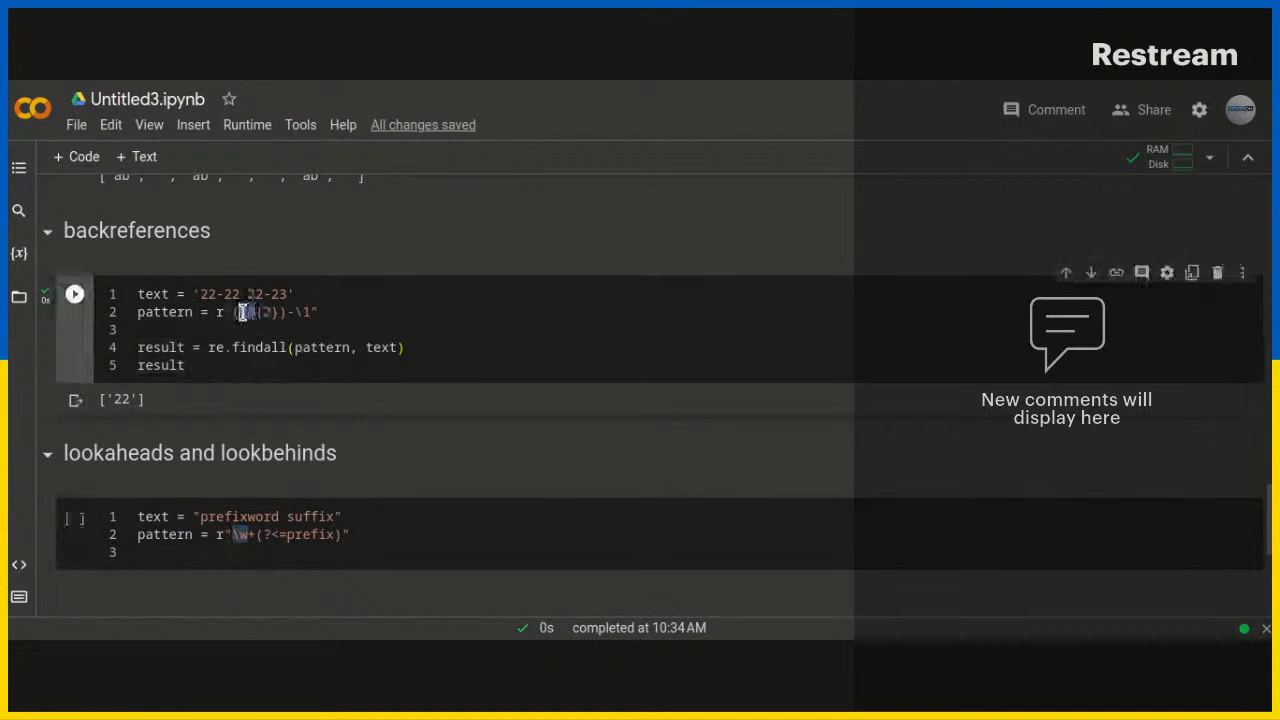 Restream
Untitled3.ipynb
File Edit View Insert Runtime Tools Help All changes saved
Comment Share
+ Code + Text
RAM
Disk
backreferences
1 text = '22-22 22-23'
2 pattern = r {2})-\1"
3
4 result = re.findall(pattern, text)
5 result
['22']
New comments will
display here
lookaheads and lookbehinds
[ ] 1 text = "prefixword suffix"
2 pattern = r"\w+(?<=prefix)"
3
0s completed at 10:34 AM